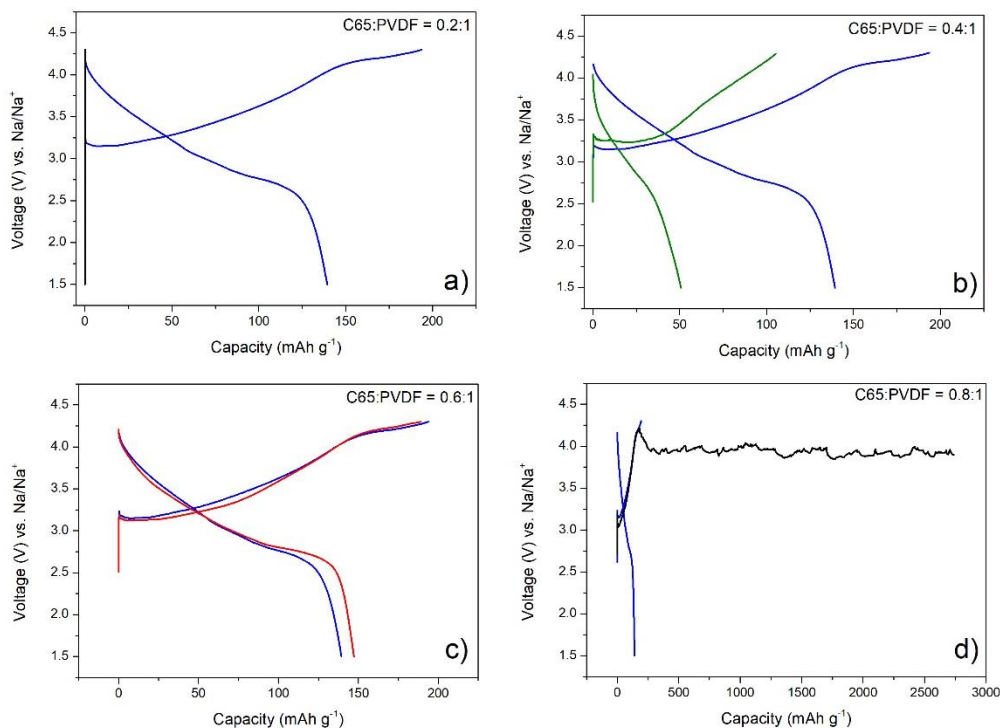 C65:PVDF = 0.2:1
Voltage (V) vs. Na/Na⁺
4.5
4.0
3.5
3.0
2.5
2.0
1.5
a)
0 50 100 150 200
Capacity (mAh g⁻¹)
C65:PVDF = 0.4:1
Voltage (V) vs. Na/Na⁺
4.5
4.0
3.5
3.0
2.5
2.0
1.5
b)
0 50 100 150 200
Capacity (mAh g⁻¹)
C65:PVDF = 0.6:1
Voltage (V) vs. Na/Na⁺
4.5
4.0
3.5
3.0
2.5
2.0
1.5
c)
0 50 100 150 200
Capacity (mAh g⁻¹)
C65:PVDF = 0.8:1
Voltage (V) vs. Na/Na⁺
4.5
4.0
3.5
3.0
2.5
2.0
1.5
d)
0 500 1000 1500 2000 2500 3000
Capacity (mAh g⁻¹)